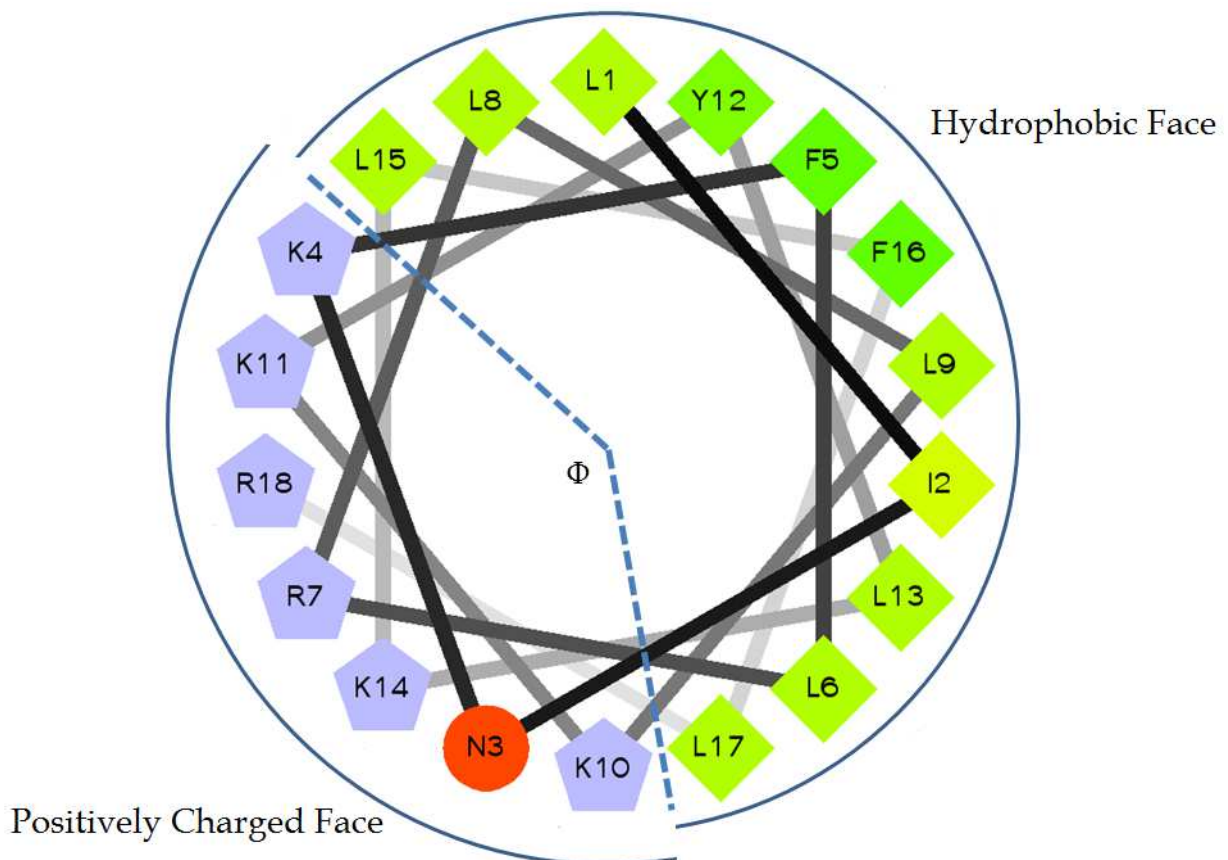 L1
L8
Y12
Hydrophobic Face
L15
F5
K4
F16
K11
L9
Φ
R18
I2
R7
L13
K14
L6
N3
L17
K10
Positively Charged Face